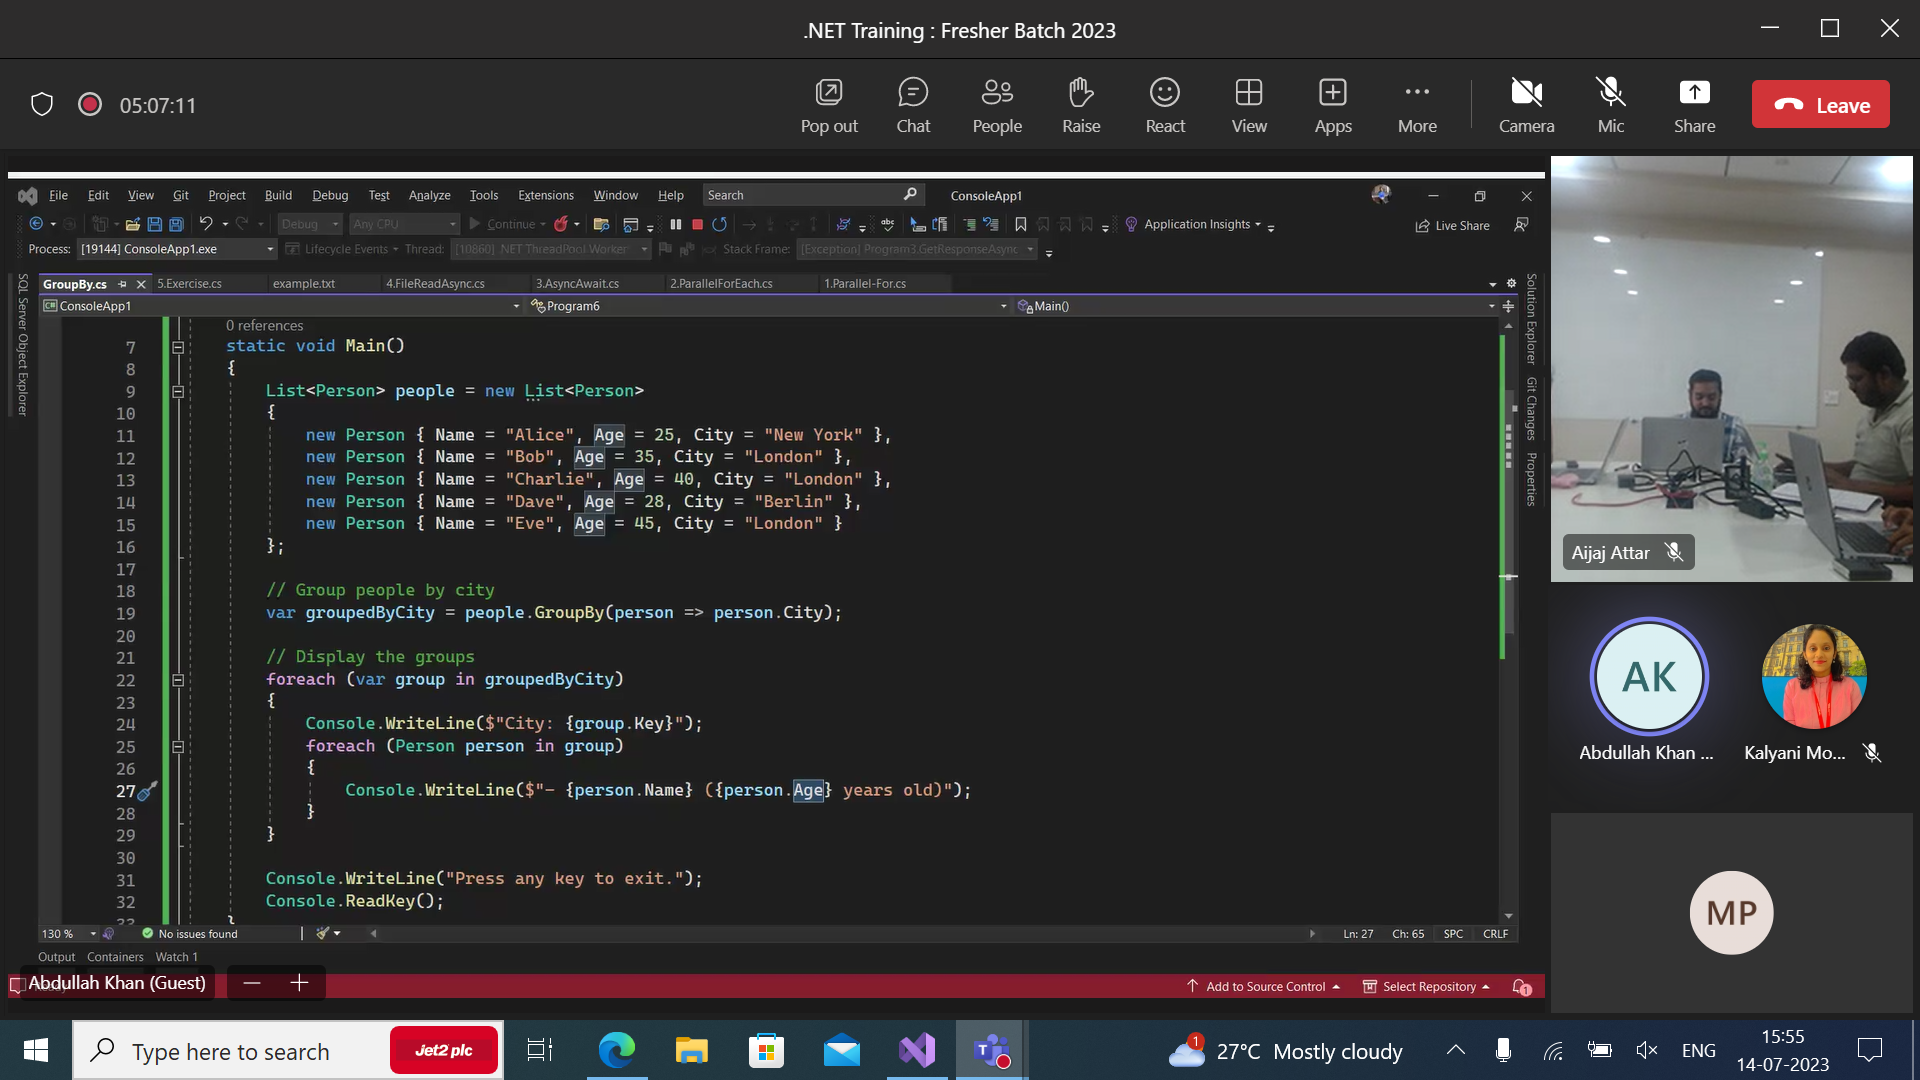 .NET Training : Fresher Batch 2023
05:07:11
Pop out
Chat
People
Raise
React
View
Apps
More
Camera
Mic
Share
Leave
File Edit View Git Project Build Debug Test Analyze Tools Extensions Window Help
Search
ConsoleApp1
Debug
Any CPU
Continue
Application Insights
Live Share
Process: [19144] ConsoleApp1.exe
Lifecycle Events
Thread: [10860] .NET ThreadPool Worker
Stack Frame: [Exception] Program3.GetResponseAsync
GroupBy.cs
5.Exercise.cs
example.txt
4.FileReadAsync.cs
3.AsyncAwait.cs
2.ParallelForEach.cs
1.Parallel-For.cs
ConsoleApp1
Program6
Main()
SQL Server Object Explorer
Solution Explorer
Git Changes
Properties
0 references
7 static void Main()
8 {
9 List<Person> people = new List<Person>
10 {
11 new Person { Name = "Alice", Age = 25, City = "New York" },
12 new Person { Name = "Bob", Age = 35, City = "London" },
13 new Person { Name = "Charlie", Age = 40, City = "London" },
14 new Person { Name = "Dave", Age = 28, City = "Berlin" },
15 new Person { Name = "Eve", Age = 45, City = "London" }
16 };
17
18 // Group people by city
19 var groupedByCity = people.GroupBy(person => person.City);
20
21 // Display the groups
22 foreach (var group in groupedByCity)
23 {
24 Console.WriteLine($"City: {group.Key}");
25 foreach (Person person in group)
26 {
27 Console.WriteLine($"- {person.Name} ({person.Age} years old)");
28 }
29 }
30
31 Console.WriteLine("Press any key to exit.");
32 Console.ReadKey();
33 }
130 %
No issues found
Ln: 27 Ch: 65 SPC CRLF
Output Containers Watch 1
Abdullah Khan (Guest)
Add to Source Control
Select Repository
1
Aijaj Attar
AK
Abdullah Khan ...
Kalyani Mo...
MP
Type here to search
Jet2 plc
1
27°C Mostly cloudy
ENG
15:55
14-07-2023